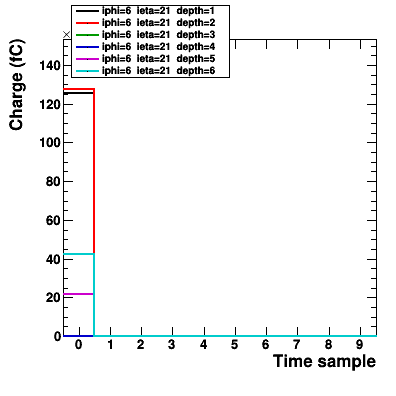 iphi=6 ieta=21 depth=1
iphi=6 ieta=21 depth=2
iphi=6 ieta=21 depth=3
iphi=6 ieta=21 depth=4
iphi=6 ieta=21 depth=5
iphi=6 ieta=21 depth=6
Charge (fC)
140
120
100
80
60
40
20
0
0 1 2 3 4 5 6 7 8 9
Time sample